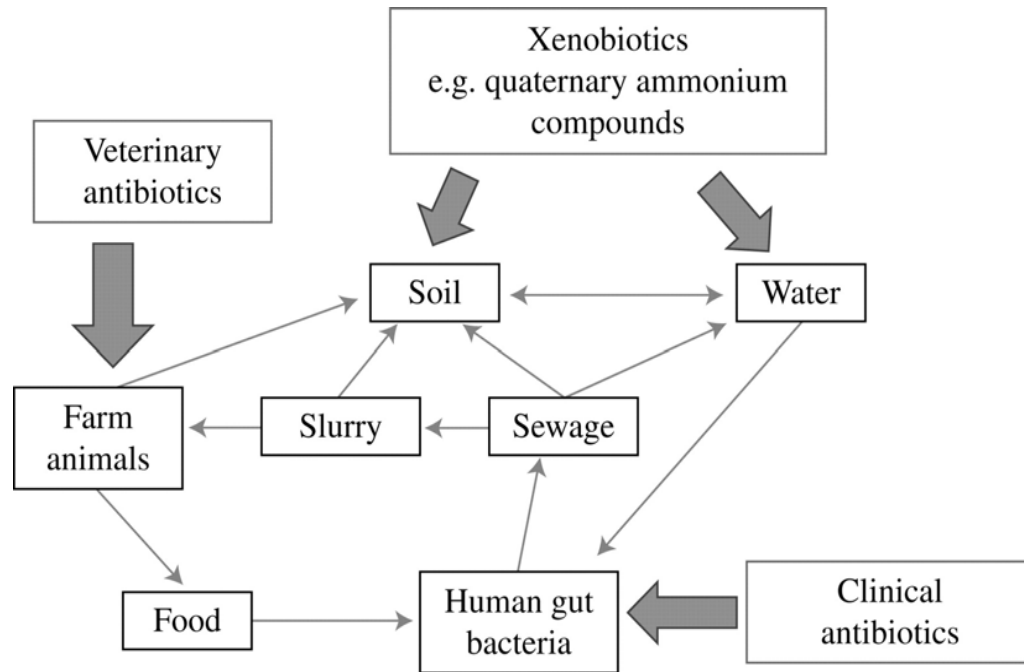 Xenobiotics
e.g. quaternary ammonium
compounds
Veterinary
antibiotics
Soil
Water
Farm
animals
Slurry
Sewage
Food
Human gut
bacteria
Clinical
antibiotics